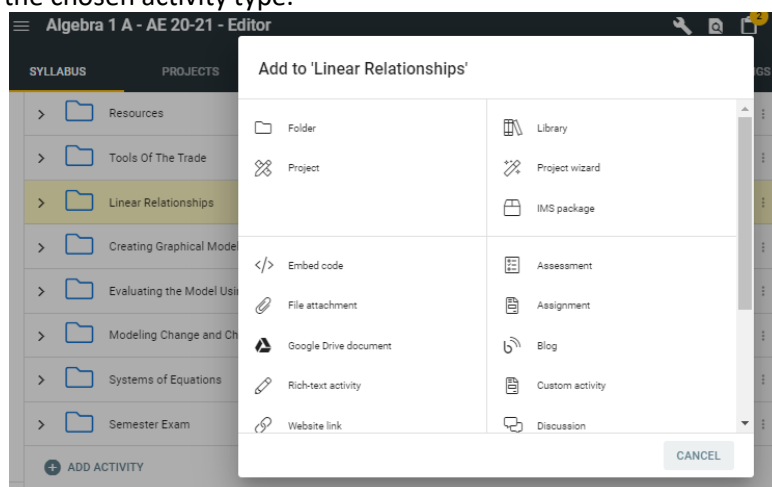 the chosen activity type.
Algebra 1 A - AE 20-21 - Editor
2
SYLLABUS
PROJECTS
GS
Resources
Tools Of The Trade
Linear Relationships
Creating Graphical Model
Evaluating the Model Usi
Modeling Change and Ch
Systems of Equations
Semester Exam
ADD ACTIVITY
Add to 'Linear Relationships'
Folder
Library
Project
Project wizard
IMS package
</> Embed code
Assessment
File attachment
Assignment
Google Drive document
Blog
Rich-text activity
Custom activity
Website link
Discussion
CANCEL